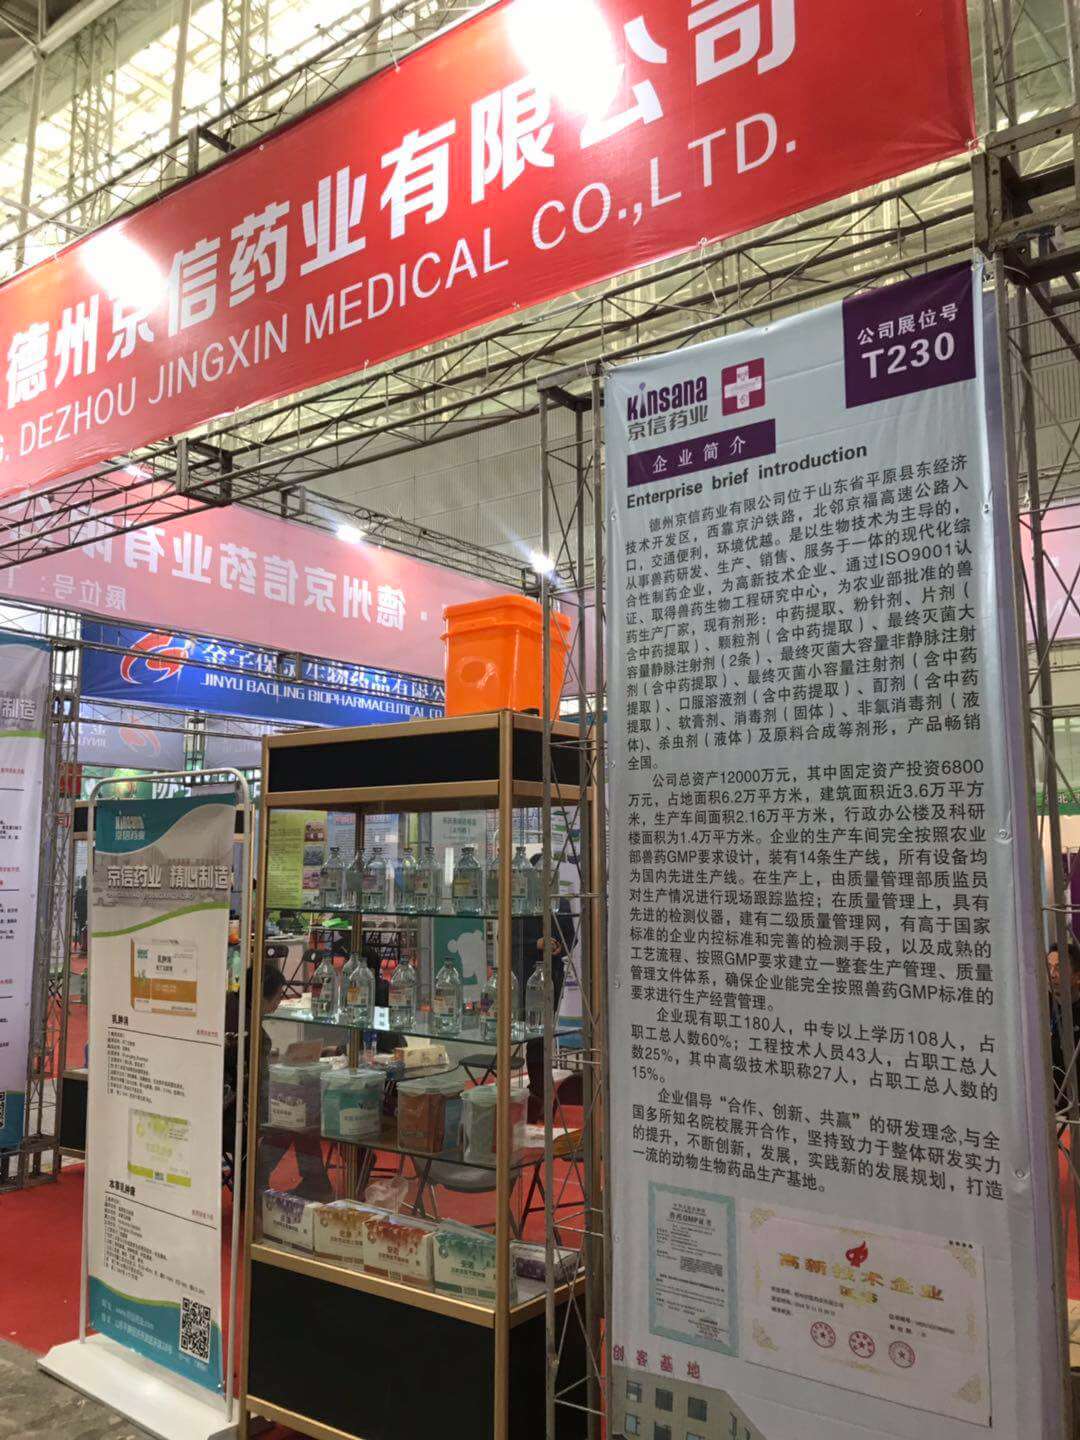 德州京信药业有限公司
G. DEZHOU JINGXIN MEDICAL CO.,LTD.
公司展位号
T230
Kinsana
京信药业
企业简介
Enterprise brief introduction
德州京信药业有限公司位于山东省平原县东经济
技术开发区，西靠京沪铁路，北邻京福高速公路入
口，交通便利，环境优越。是以生物技术为主导的，
从事兽药研发、生产、销售、服务于一体的现代化综
合性制药企业，为高新技术企业、通过ISO9001认
证、取得兽药生物工程研究中心，为农业部批准的兽
药生产厂家，现有剂形：中药提取、粉针剂、片剂（
含中药提取）、颗粒剂（含中药提取）、最终灭菌大
容量静脉注射剂（2条）、最终灭菌大容量非静脉注射
剂（含中药提取）、最终灭菌小容量注射剂（含中药
提取）、口服溶液剂（含中药提取）、酊剂（含中药
提取）、软膏剂、消毒剂（固体）、非氯消毒剂（液
体）、杀虫剂（液体）及原料合成等剂形，产品畅销
全国。
公司总资产12000万元，其中固定资产投资6800
万元，占地面积6.2万平方米，建筑面积近3.6万平方
米，生产车间面积2.16万平方米，行政办公楼及科研
楼面积为1.4万平方米。企业的生产车间完全按照农业
部兽药GMP要求设计，装有14条生产线，所有设备均
为国内先进生产线。在生产上，由质量管理部质监员
对生产情况进行现场跟踪监控；在质量管理上，具有
先进的检测仪器，建有二级质量管理网，有高于国家
标准的企业内控标准和完善的检测手段，以及成熟的
工艺流程、按照GMP要求建立一整套生产管理、质量
管理文件体系，确保企业能完全按照兽药GMP标准的
要求进行生产经营管理。
企业现有职工180人，中专以上学历108人，占
职工总人数60%；工程技术人员43人，占职工总人
数25%，其中高级技术职称27人，占职工总人数的
15%。
企业倡导“合作、创新、共赢”的研发理念,与全
国多所知名院校展开合作，坚持致力于整体研发实力
的提升，不断创新，发展，实践新的发展规划，打造
一流的动物生物药品生产基地。
兽药GMP证书
高新技术企业
证书
创客基地
德州京信药业有限公司
展位号：T
金宇保灵生物药品有限公
JINYU BAOLING BIOPHARMACEUTICAL CO
Kinsana
京信药业
京信药业 精心制造
乳肿消
乳肿消
本草乳肿康